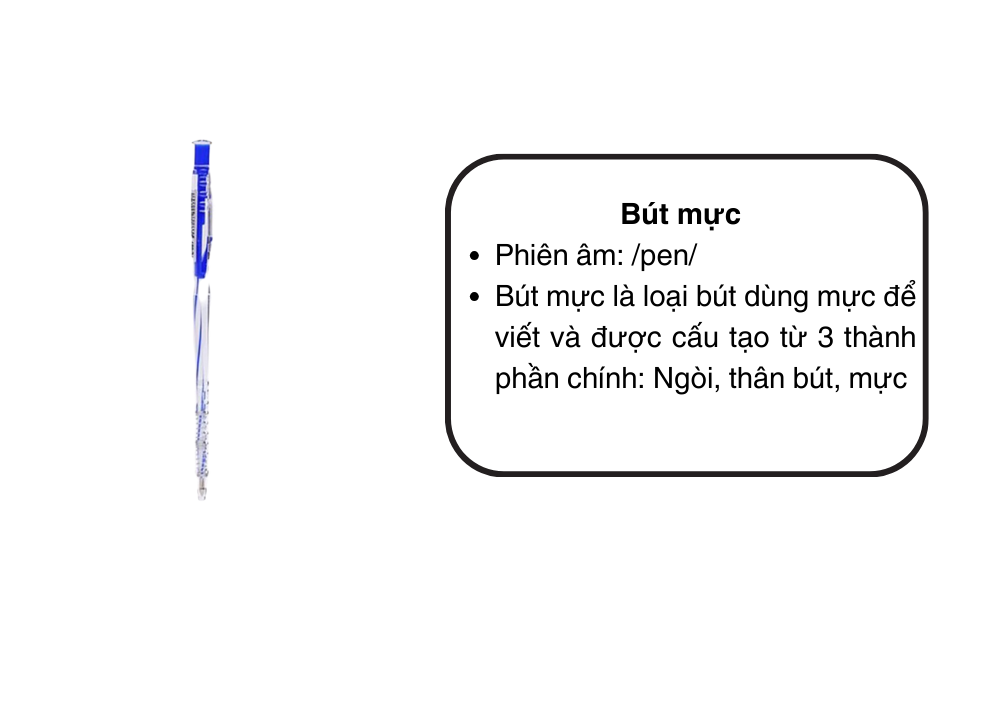 Bút mực
• Phiên âm: /pen/
• Bút mực là loại bút dùng mực để
viết và được cấu tạo từ 3 thành
phần chính: Ngòi, thân bút, mực